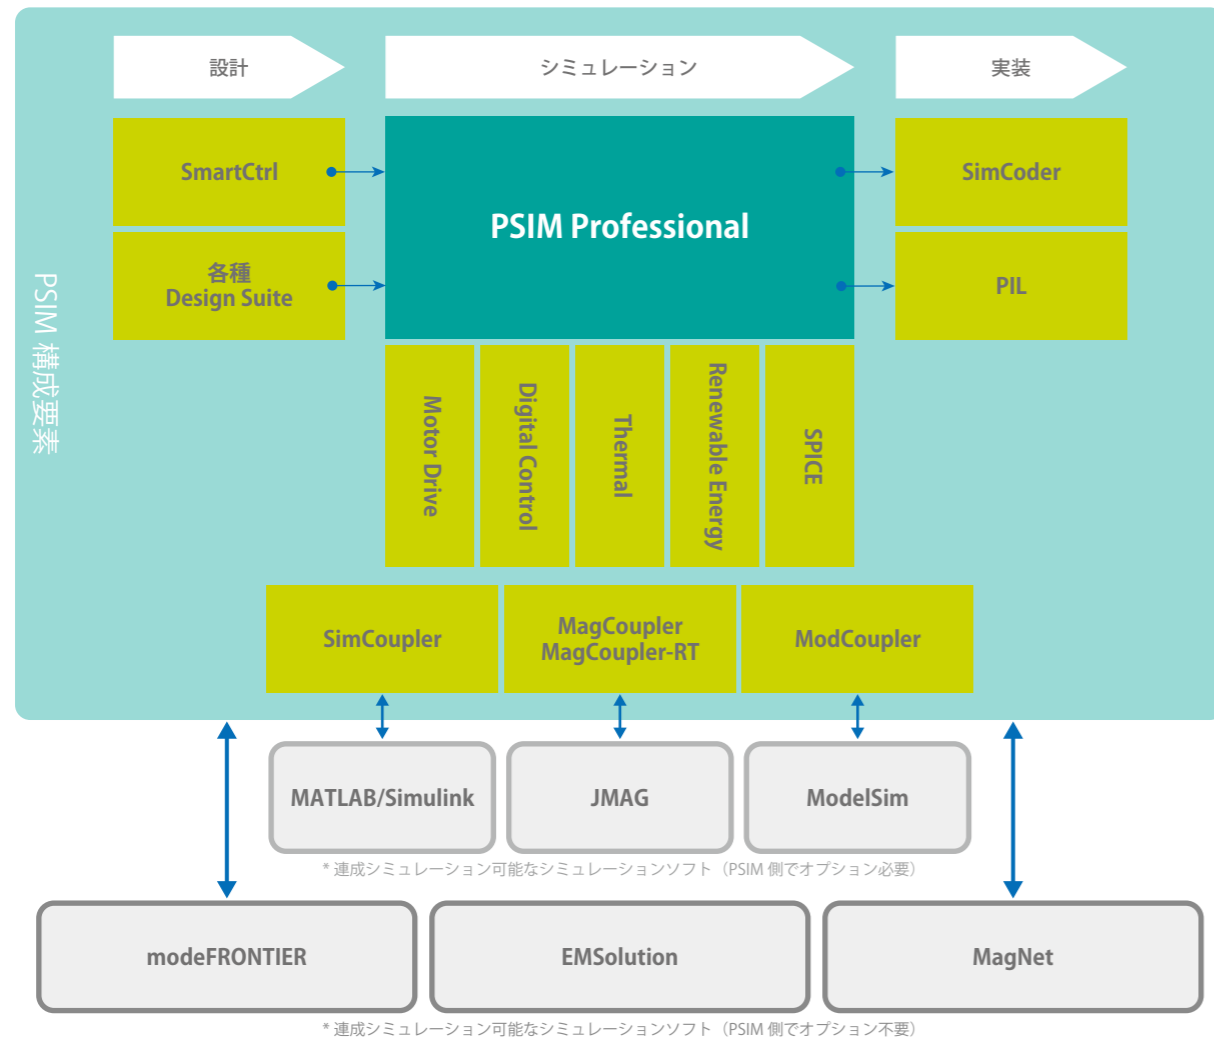 設計
シミュレーション
実装
SmartCtrl
PSIM Professional
SimCoder
各種
Design Suite
PIL
PSIM 構成要素
Motor Drive
Digital Control
Thermal
Renewable Energy
SPICE
SimCoupler
MagCoupler
MagCoupler-RT
ModCoupler
MATLAB/Simulink
JMAG
ModelSim
* 連成シミュレーション可能なシミュレーションソフト（PSIM 側でオプション必要）
modeFRONTIER
EMSolution
MagNet
* 連成シミュレーション可能なシミュレーションソフト（PSIM 側でオプション不要）